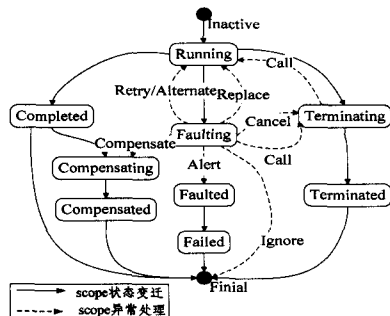 Inactive
Running
Call
Retry/Alternate
Replace
Completed
Cancel
Terminating
Faulting
Compensate
Call
Compensating
Alert
Faulted
Terminated
Compensated
Failed
Ignore
Finial
scope状态变迁
scope异常处理